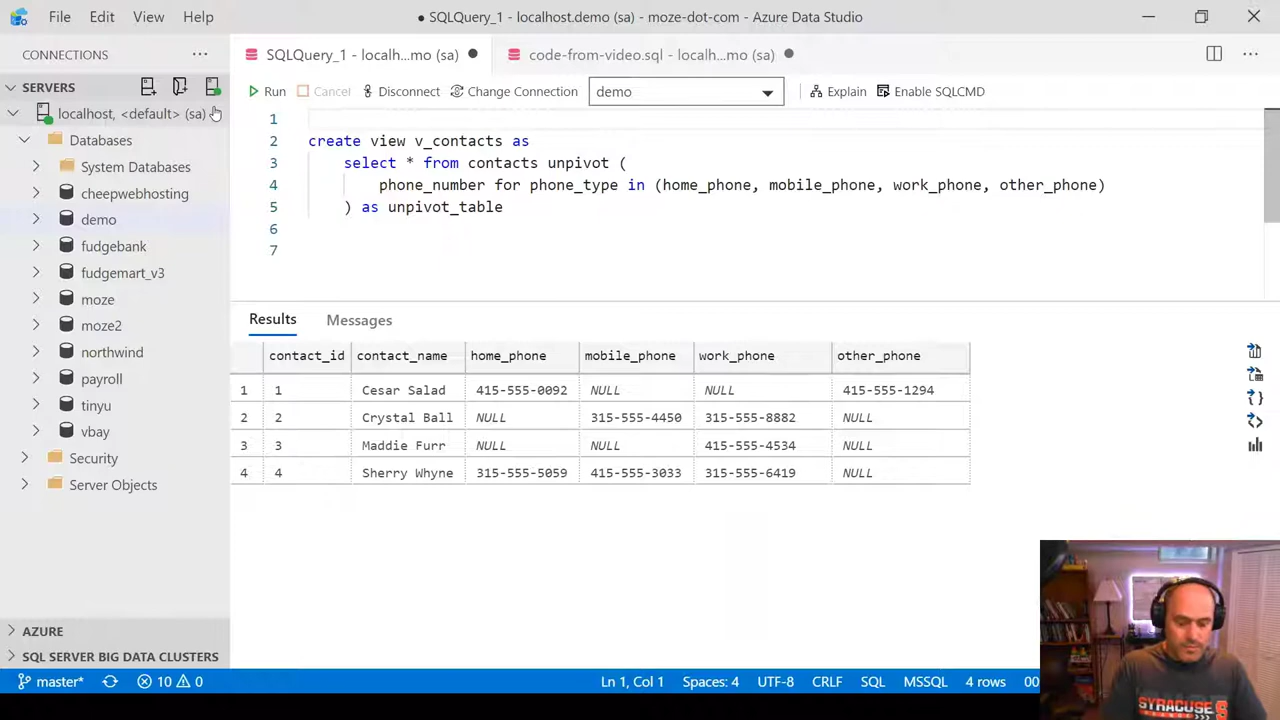 File Edit View Help
● SQLQuery_1 - localhost.demo (sa) - moze-dot-com - Azure Data Studio
CONNECTIONS
SERVERS
localhost, <default> (sa)
Databases
System Databases
cheepwebhosting
demo
fudgebank
fudgemart_v3
moze
moze2
northwind
payroll
tinyu
vbay
Security
Server Objects
AZURE
SQL SERVER BIG DATA CLUSTERS
SQLQuery_1 - localh...mo (sa) ● code-from-video.sql - localh...mo (sa) ●
Run Cancel Disconnect Change Connection demo Explain Enable SQLCMD
1
2 create view v_contacts as
3 select * from contacts unpivot (
4 phone_number for phone_type in (home_phone, mobile_phone, work_phone, other_phone)
5 ) as unpivot_table
6
7
Results Messages
contact_id contact_name home_phone mobile_phone work_phone other_phone
1 1 Cesar Salad 415-555-0092 NULL NULL 415-555-1294
2 2 Crystal Ball NULL 315-555-4450 315-555-8882 NULL
3 3 Maddie Furr NULL NULL 415-555-4534 NULL
4 4 Sherry Whyne 315-555-5059 415-555-3033 315-555-6419 NULL
master* 10 0 Ln 1, Col 1 Spaces: 4 UTF-8 CRLF SQL MSSQL 4 rows 00
SYRACUSE